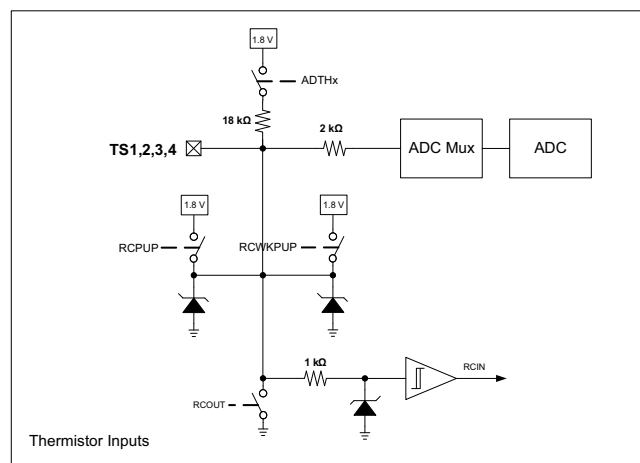 1.8 V
ADTHx
18 kΩ
2 kΩ
TS1,2,3,4
ADC Mux
ADC
1.8 V
1.8 V
RCPUP
RCWKPUP
1 kΩ
RCIN
RCOUT
Thermistor Inputs